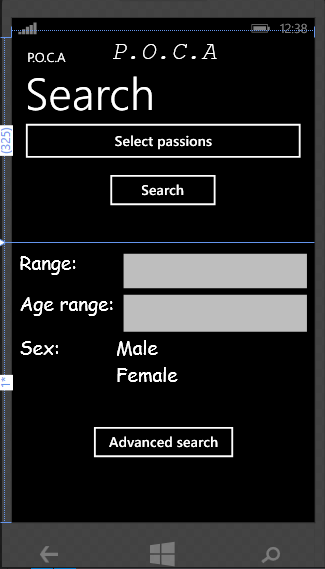 12:38
P.O.C.A
P.O.C.A
Search
Select passions
(325)
Search
Range:
Age range:
Sex: Male
Female
1*
Advanced search